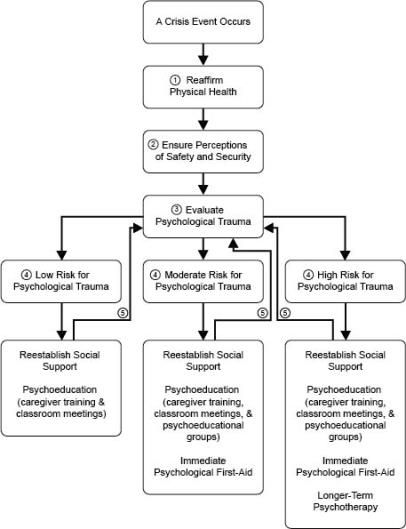 A Crisis Event Occurs
① Reaffirm
Physical Health
② Ensure Perceptions
of Safety and Security
③ Evaluate
Psychological Trauma
④ Low Risk for
Psychological Trauma
④ Moderate Risk for
Psychological Trauma
④ High Risk for
Psychological Trauma
⑤
⑤
⑤
Reestablish Social
Support
Psychoeducation
(caregiver training &
classroom meetings)
Reestablish Social
Support
Psychoeducation
(caregiver training,
classroom meetings, &
psychoeducational
groups)
Immediate
Psychological First-Aid
Reestablish Social
Support
Psychoeducation
(caregiver training,
classroom meetings, &
psychoeducational
groups)
Immediate
Psychological First-Aid
Longer-Term
Psychotherapy